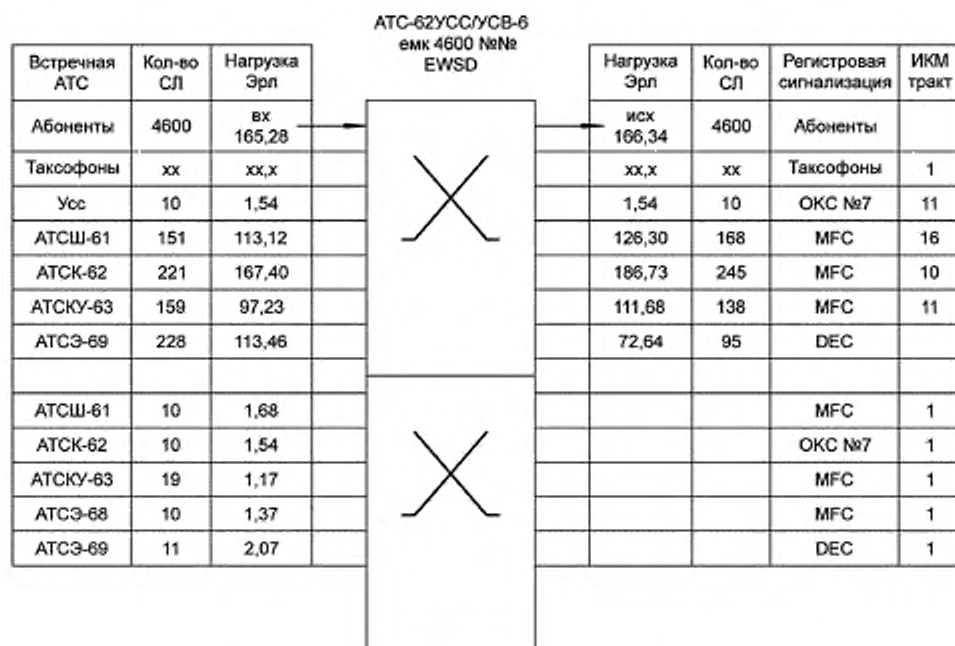 АТС-62УСС/УСВ-6
емк 4600 №№
EWSD
Встречная АТС Кол-во СЛ Нагрузка Эрл Нагрузка Эрл Кол-во СЛ Регистровая сигнализация ИКМ тракт
Абоненты 4600 вх 165,28 исх 166,34 4600 Абоненты
Таксофоны хх хх,х хх,х хх Таксофоны 1
Усс 10 1,54 1,54 10 ОКС №7 11
АТСШ-61 151 113,12 126,30 168 MFC 16
АТСК-62 221 167,40 186,73 245 MFC 10
АТСКУ-63 159 97,23 111,68 138 MFC 11
АТСЭ-69 228 113,46 72,64 95 DEC
АТСШ-61 10 1,68 MFC 1
АТСК-62 10 1,54 ОКС №7 1
АТСКУ-63 19 1,17 MFC 1
АТСЭ-68 10 1,37 MFC 1
АТСЭ-69 11 2,07 DEC 1